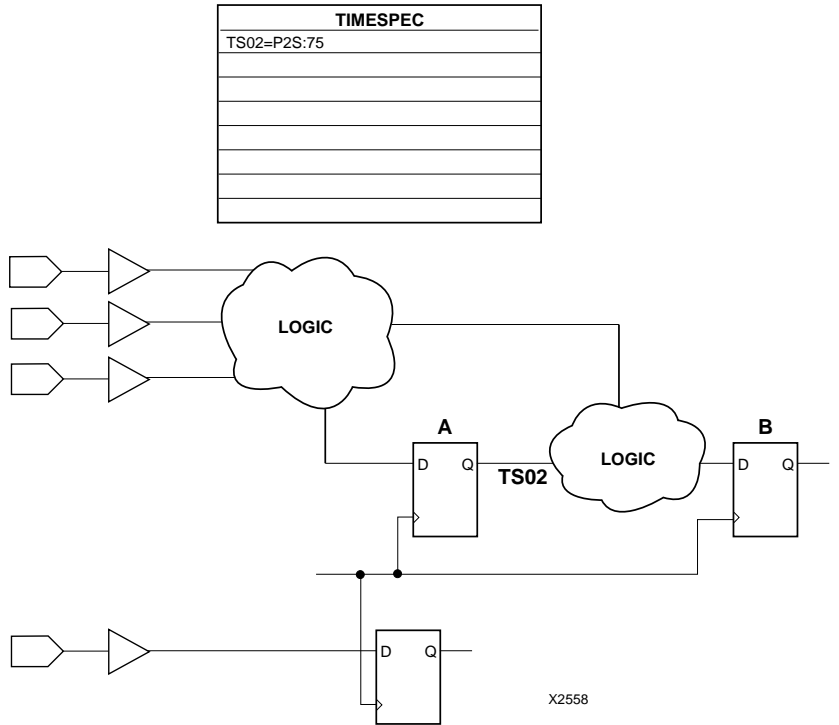 TIMESPEC
TS02=P2S:75
LOGIC
A
B
D Q
TS02
LOGIC
D Q
D Q
X2558